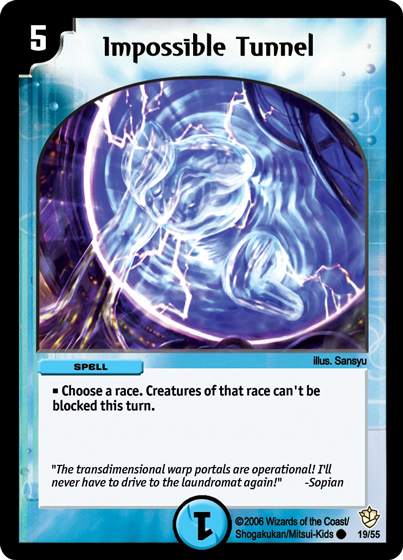 5
Impossible Tunnel
illus. Sansyu
SPELL
▪ Choose a race. Creatures of that race can't be
blocked this turn.
"The transdimensional warp portals are operational! I'll
never have to drive to the laundromat again!" -Sopian
1
©2006 Wizards of the Coast/
Shogakukan/Mitsui-Kids ● 19/55